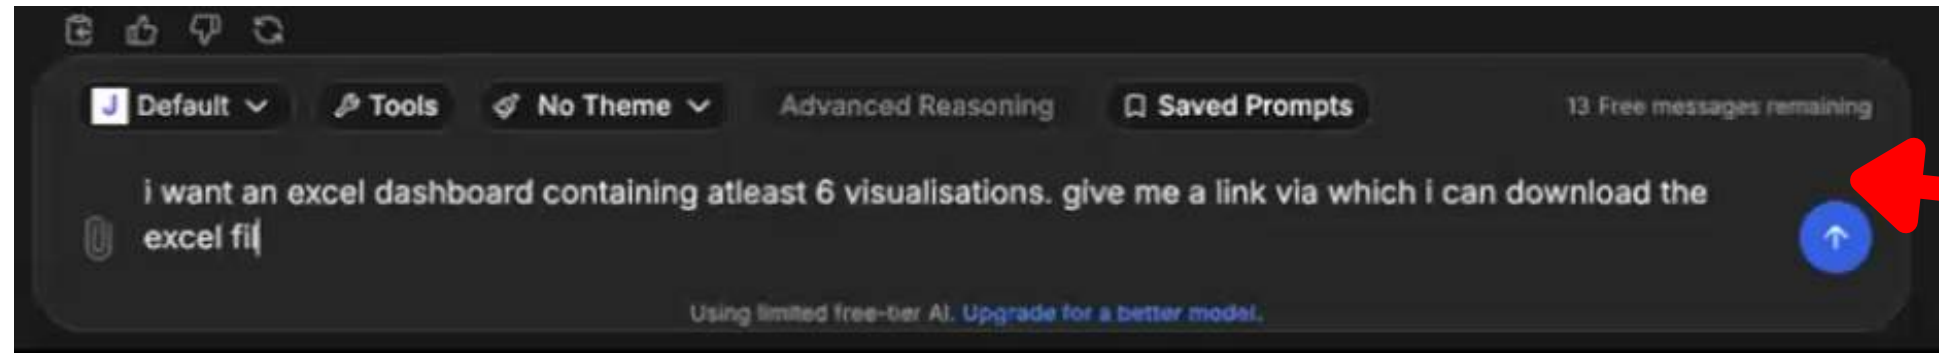 J Default Tools No Theme Advanced Reasoning Saved Prompts 13 Free messages remaining
i want an excel dashboard containing atleast 6 visualisations. give me a link via which i can download the
excel fil
Using limited free-tier AI. Upgrade for a better model.